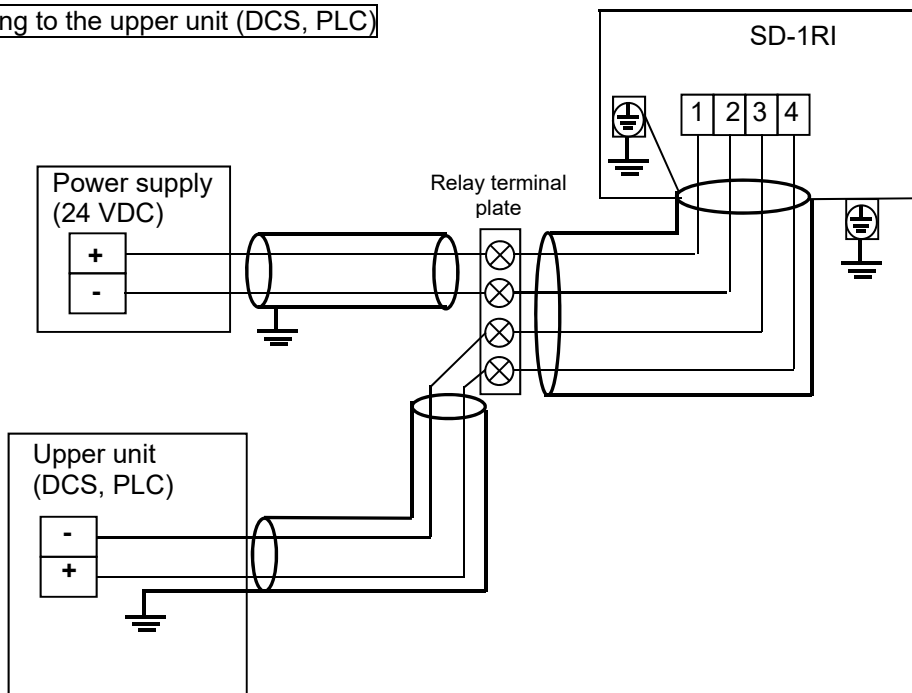 ng to the upper unit (DCS, PLC)
SD-1RI
1 2 3 4
Power supply
(24 VDC)
+
-
Relay terminal
plate
Upper unit
(DCS, PLC)
-
+